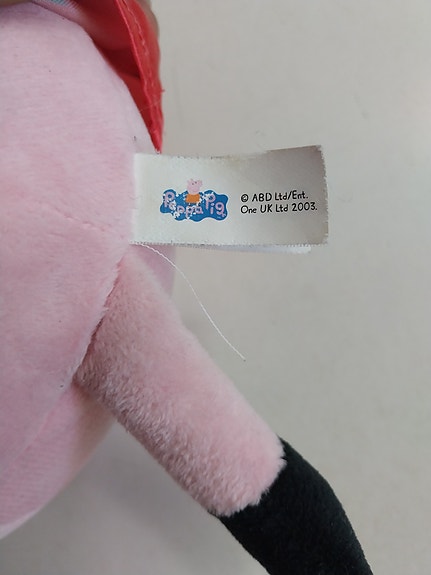 Peppa Pig
© ABD Ltd/Ent.
One UK Ltd 2003.